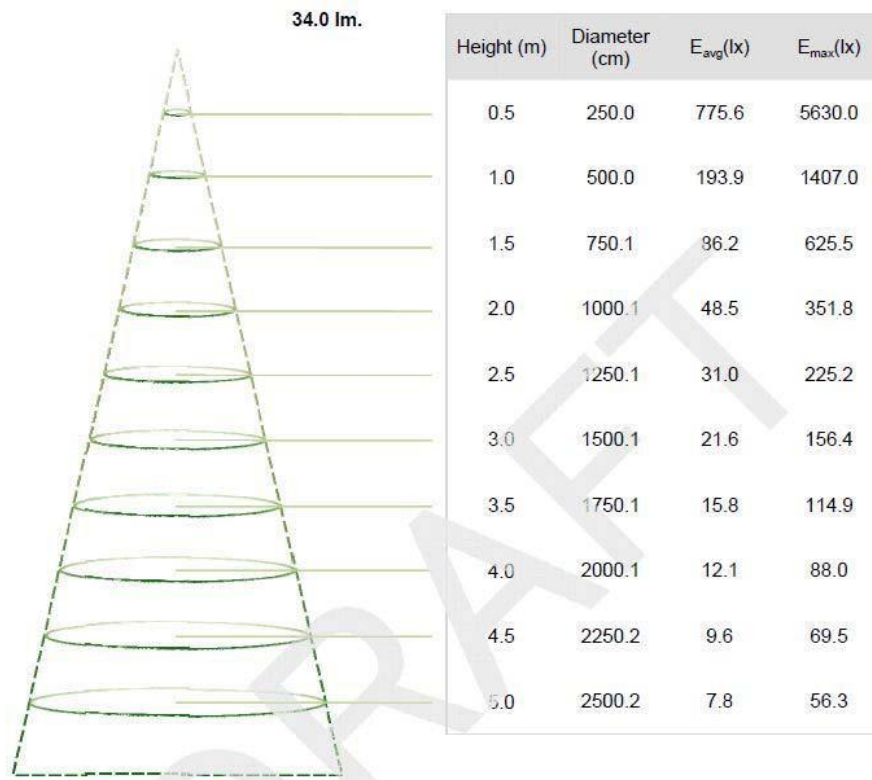 34.0 lm.
Height (m) Diameter (cm) Eavg(lx) Emax(lx)
0.5 250.0 775.6 5630.0
1.0 500.0 193.9 1407.0
1.5 750.1 86.2 625.5
2.0 1000.1 48.5 351.8
2.5 1250.1 31.0 225.2
3.0 1500.1 21.6 156.4
3.5 1750.1 15.8 114.9
4.0 2000.1 12.1 88.0
4.5 2250.2 9.6 69.5
5.0 2500.2 7.8 56.3
DRAFT